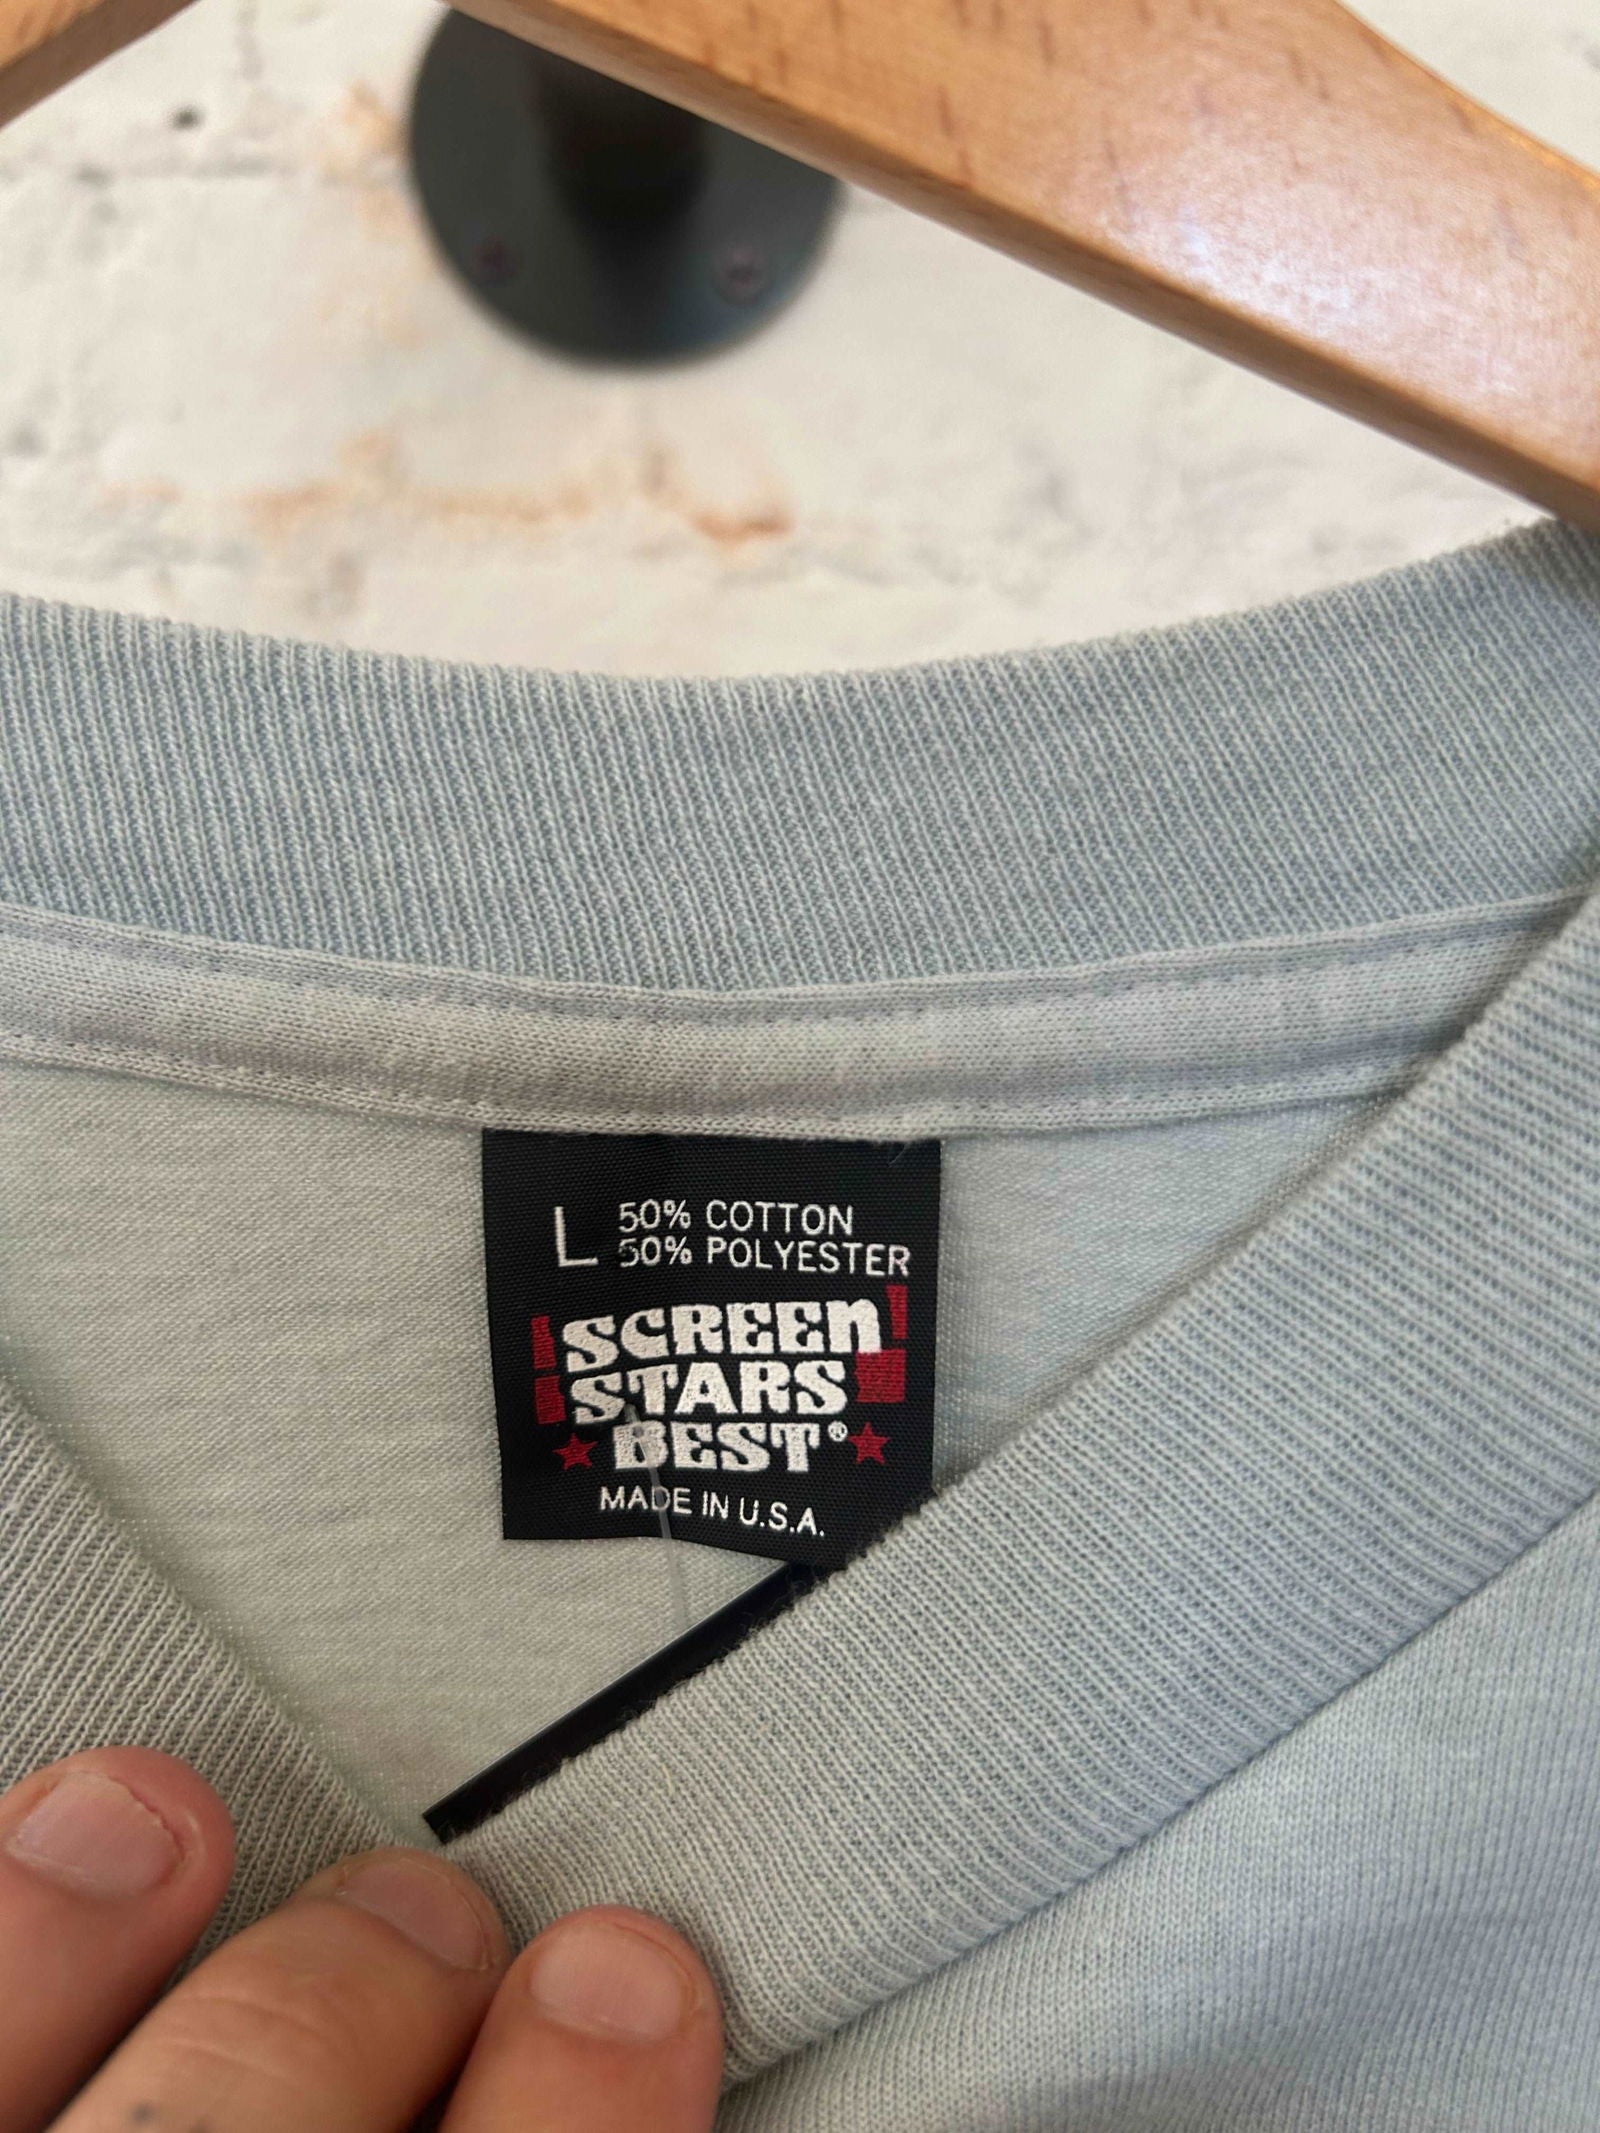 L 50% COTTON
50% POLYESTER
SCREEN
STARS
BEST®
MADE IN U.S.A.